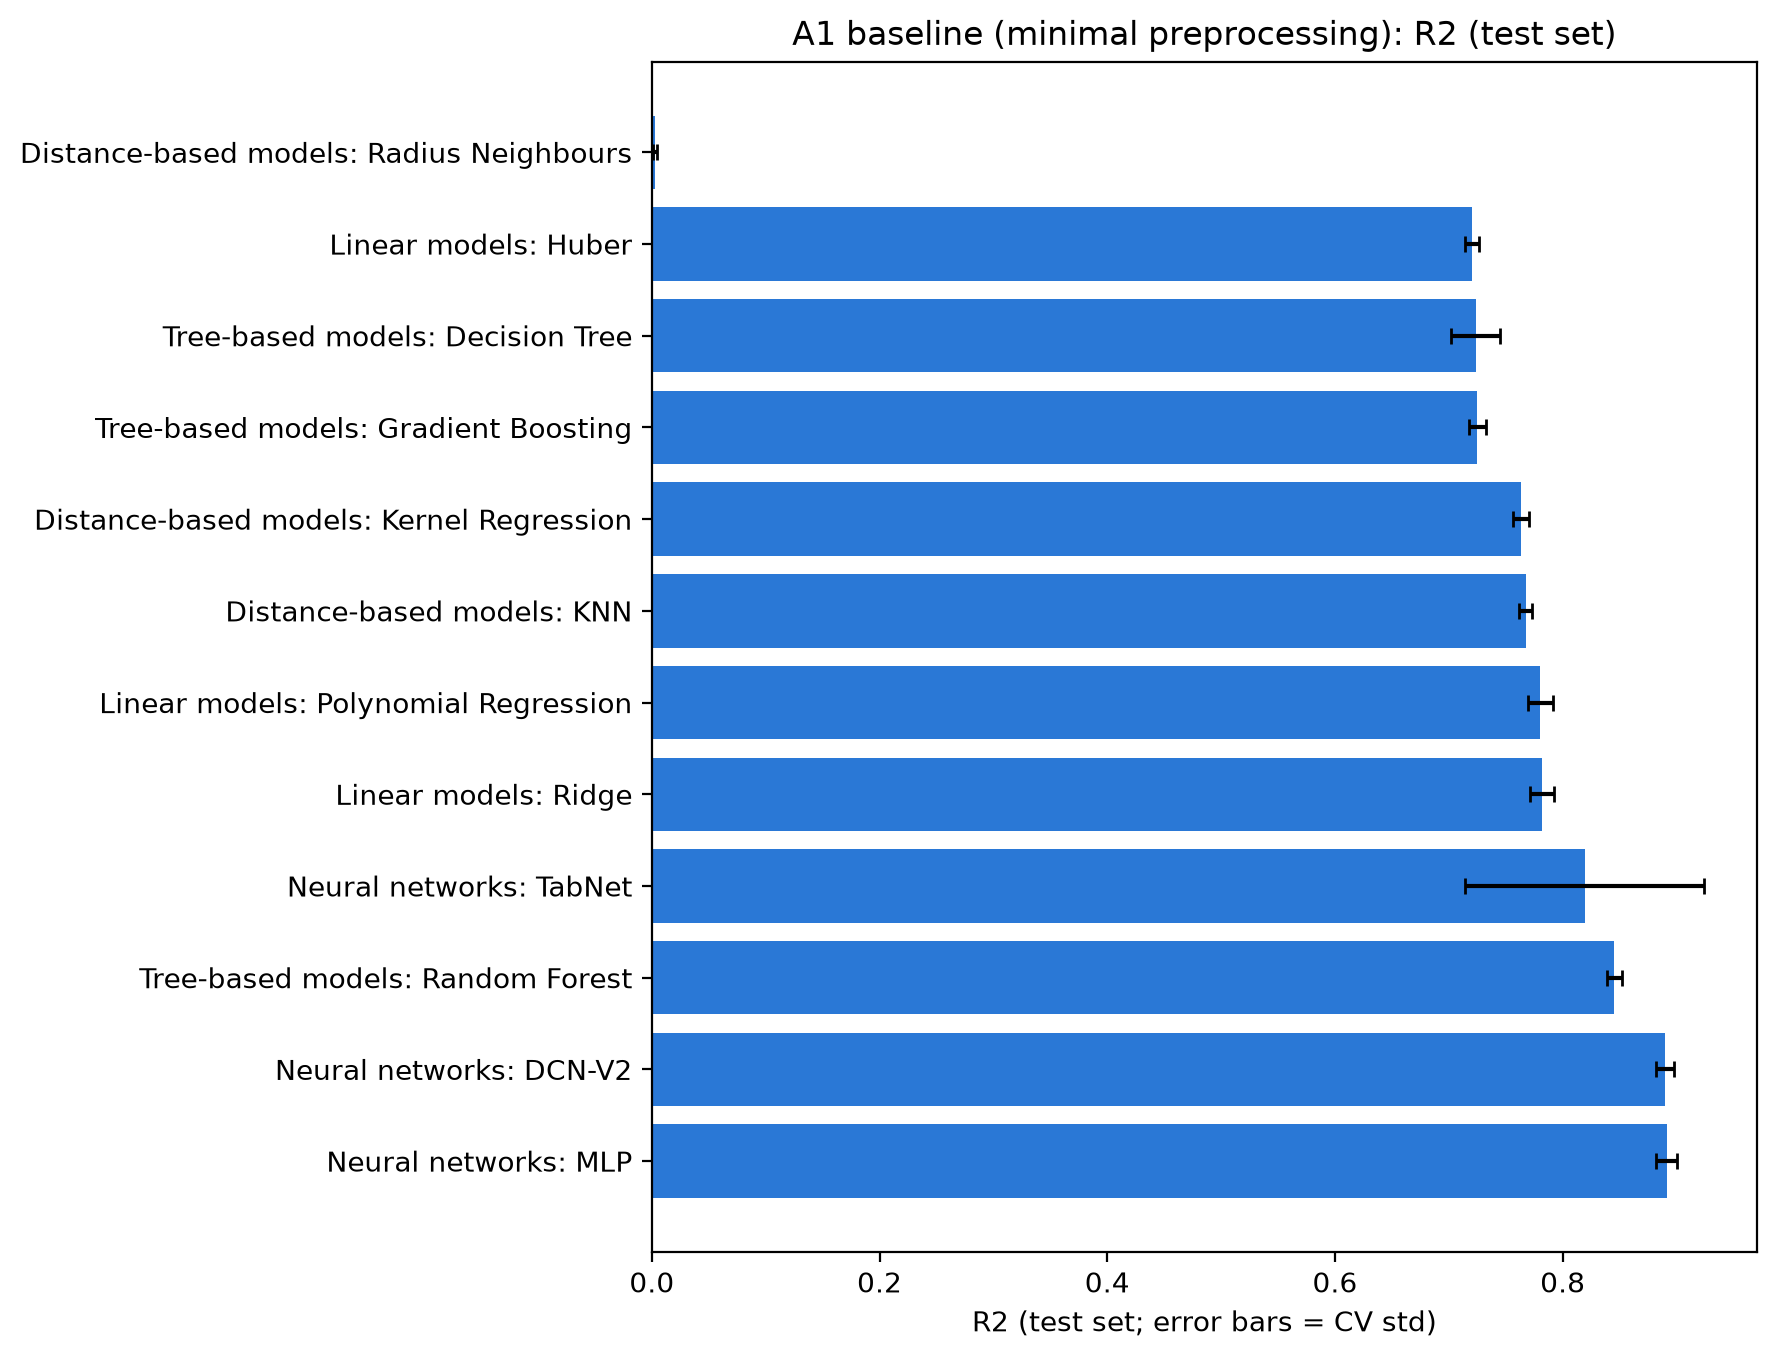 A1 baseline (minimal preprocessing): R2 (test set)
Distance-based models: Radius Neighbours
Linear models: Huber
Tree-based models: Decision Tree
Tree-based models: Gradient Boosting
Distance-based models: Kernel Regression
Distance-based models: KNN
Linear models: Polynomial Regression
Linear models: Ridge
Neural networks: TabNet
Tree-based models: Random Forest
Neural networks: DCN-V2
Neural networks: MLP
0.0 0.2 0.4 0.6 0.8
R2 (test set; error bars = CV std)